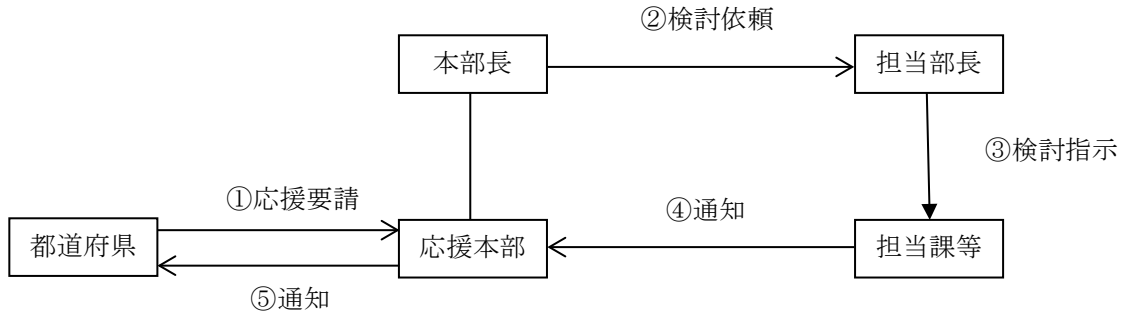 ②検討依頼
本部長
担当部長
③検討指示
①応援要請
④通知
都道府県
応援本部
担当課等
⑤通知